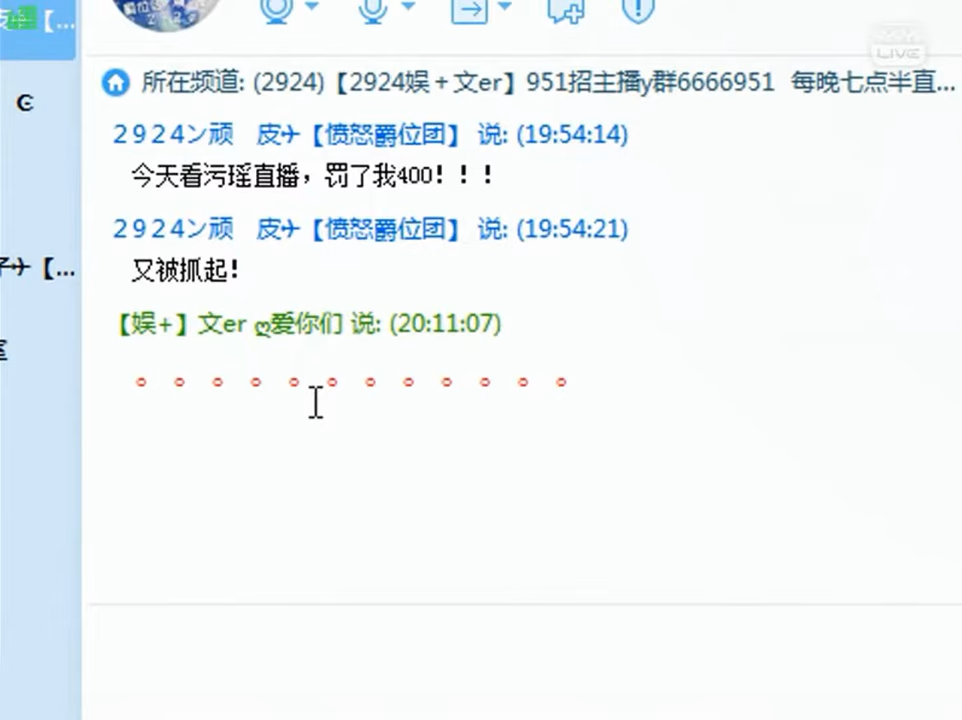 【...
2924
LIVE
所在频道: (2924)【2924娱+文er】951招主播y群6666951 每晚七点半直...
2924ン顽 皮✈【愤怒爵位团】 说: (19:54:14)
今天看污瑶直播，罚了我400！！！
2924ン顽 皮✈【愤怒爵位团】 说: (19:54:21)
又被抓起！
子✈【...
【娱+】文er ღ爱你们 说: (20:11:07)
。。。。。。。。。。。。